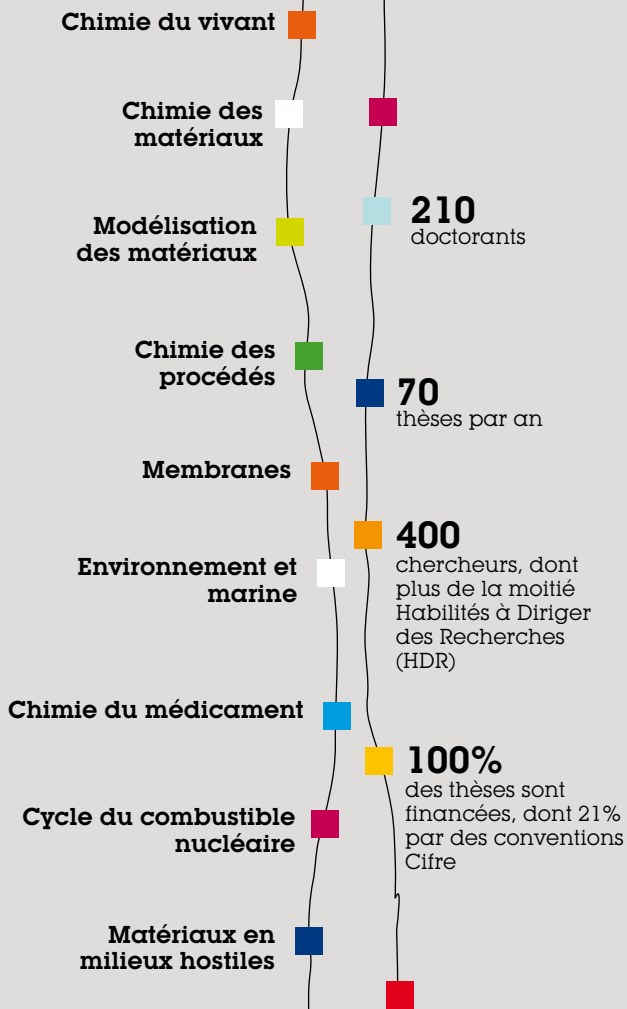 Chimie du vivant
Chimie des
matériaux
Modélisation
des matériaux
Chimie des
procédés
Membranes
Environnement et
marine
Chimie du médicament
Cycle du combustible
nucléaire
Matériaux en
milieux hostiles
210
doctorants
70
thèses par an
400
chercheurs, dont
plus de la moitié
Habilités à Diriger
des Recherches
(HDR)
100%
des thèses sont
financées, dont 21%
par des conventions
Cifre